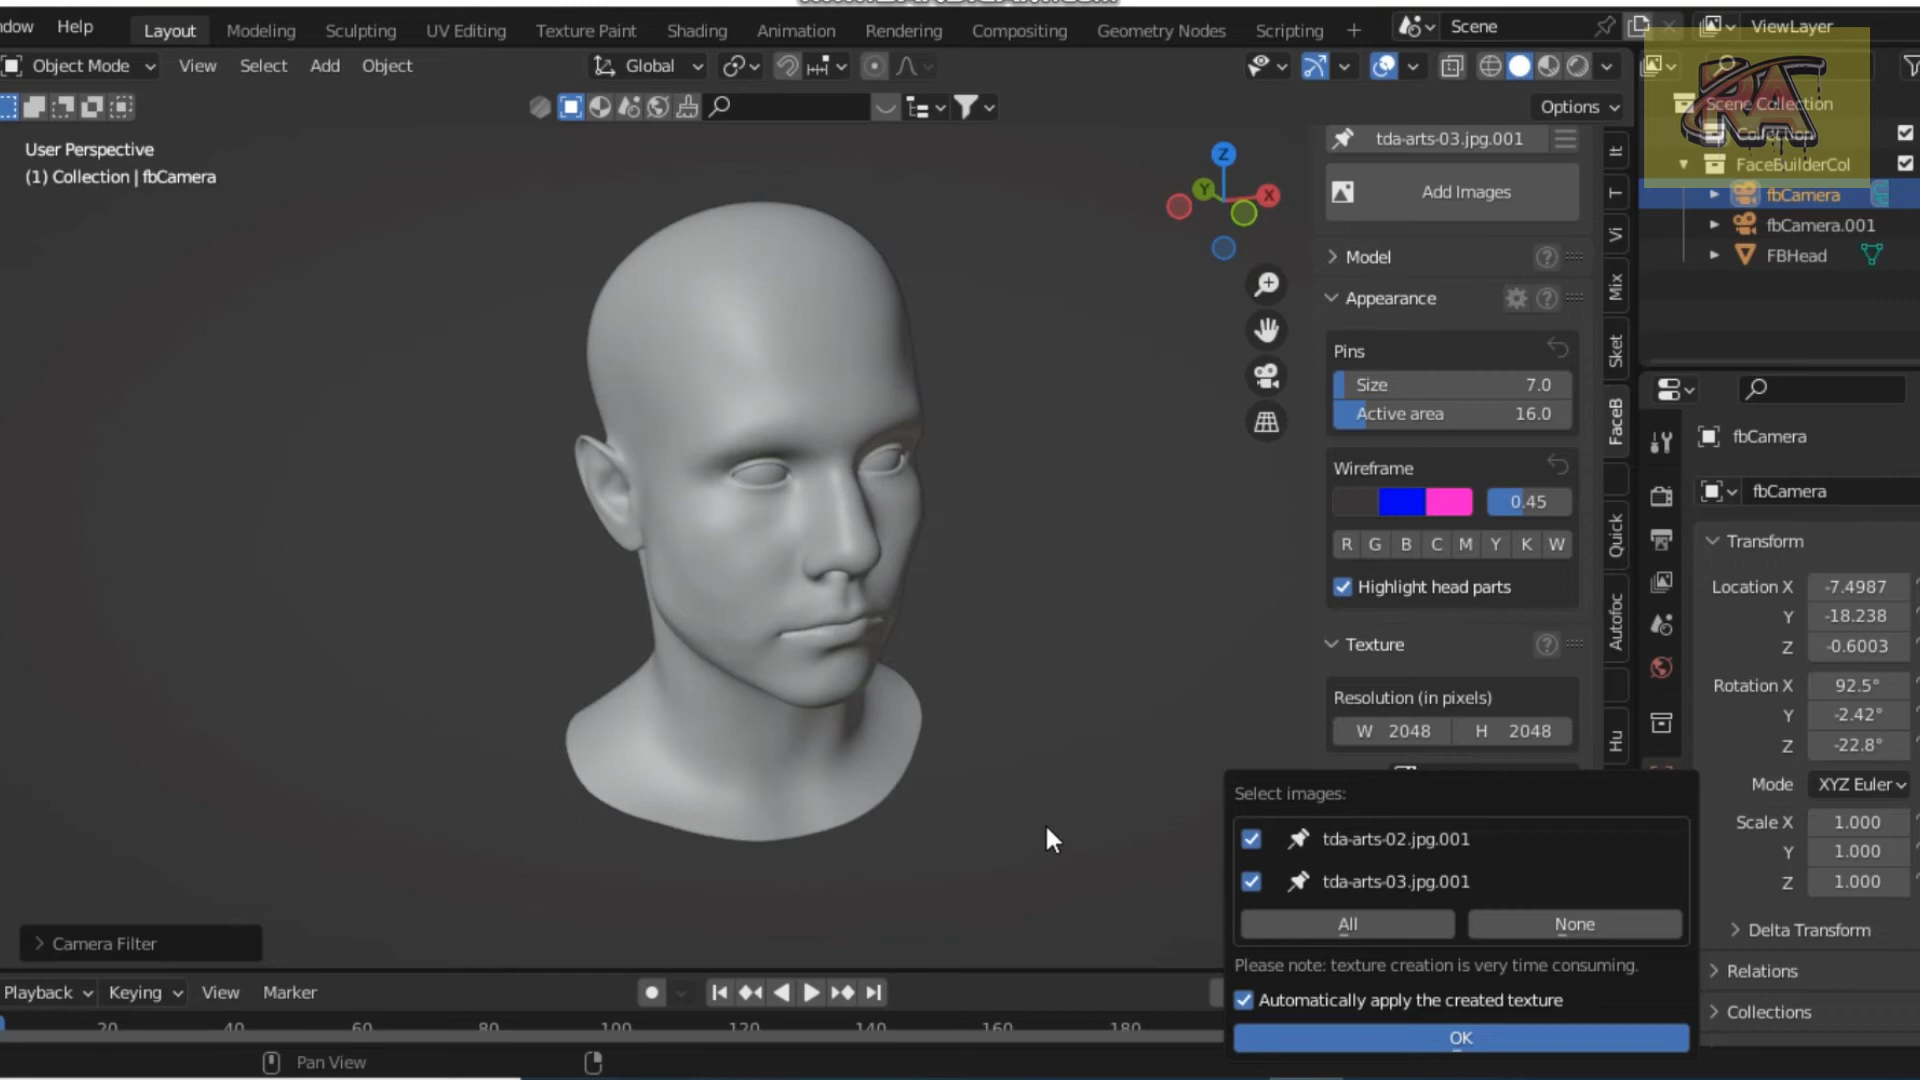 Help
Layout
Modeling
Sculpting
UV Editing
Texture Paint
Shading
Animation
Rendering
Compositing
Geometry Nodes
Scripting
+
Scene
ViewLayer
Object Mode
View
Select
Add
Object
Global
Options
User Perspective
(1) Collection | fbCamera
Z
Y
X
tda-arts-03.jpg.001
Add Images
Model
Appearance
Pins
Size 7.0
Active area 16.0
Wireframe
0.45
R G B C M Y K W
Highlight head parts
Texture
Resolution (in pixels)
W 2048 H 2048
It
T
Vi
Mix
Sket
FaceB
Quick
Autofoc
Hu
Scene Collection
Collection
FaceBuilderCol
fbCamera
fbCamera.001
FBHead
RA
fbCamera
fbCamera
Transform
Location X -7.4987
Y -18.238
Z -0.6003
Rotation X 92.5°
Y -2.42°
Z -22.8°
Mode XYZ Euler
Scale X 1.000
Y 1.000
Z 1.000
Delta Transform
Relations
Collections
Select images:
tda-arts-02.jpg.001
tda-arts-03.jpg.001
All
None
Please note: texture creation is very time consuming.
Automatically apply the created texture
OK
Camera Filter
Playback
Keying
View
Marker
20 40 60 80 100 120 140 160 180
Pan View